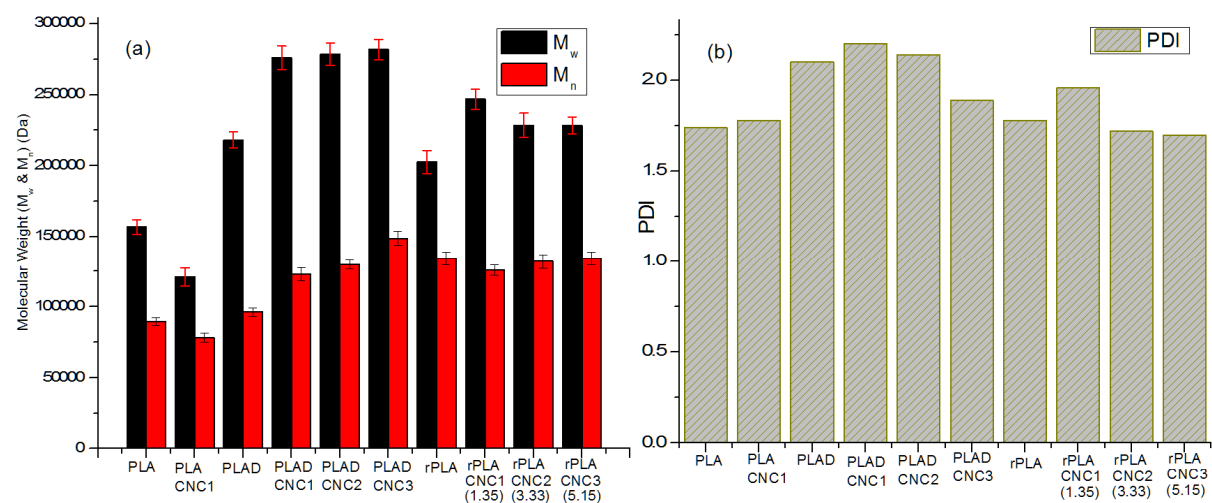 (a)
M_w
M_n
Molecular Weight (M_w & M_n) (Da)
300000
250000
200000
150000
100000
50000
0
PLA
PLA
CNC1
PLAD
PLAD
CNC1
PLAD
CNC2
PLAD
CNC3
rPLA
rPLA
CNC1
(1.35)
rPLA
CNC2
(3.33)
rPLA
CNC3
(5.15)
(b)
PDI
PDI
2.0
1.5
1.0
0.5
0.0
PLA
PLA
CNC1
PLAD
PLAD
CNC1
PLAD
CNC2
PLAD
CNC3
rPLA
rPLA
CNC1
(1.35)
rPLA
CNC2
(3.33)
rPLA
CNC3
(5.15)